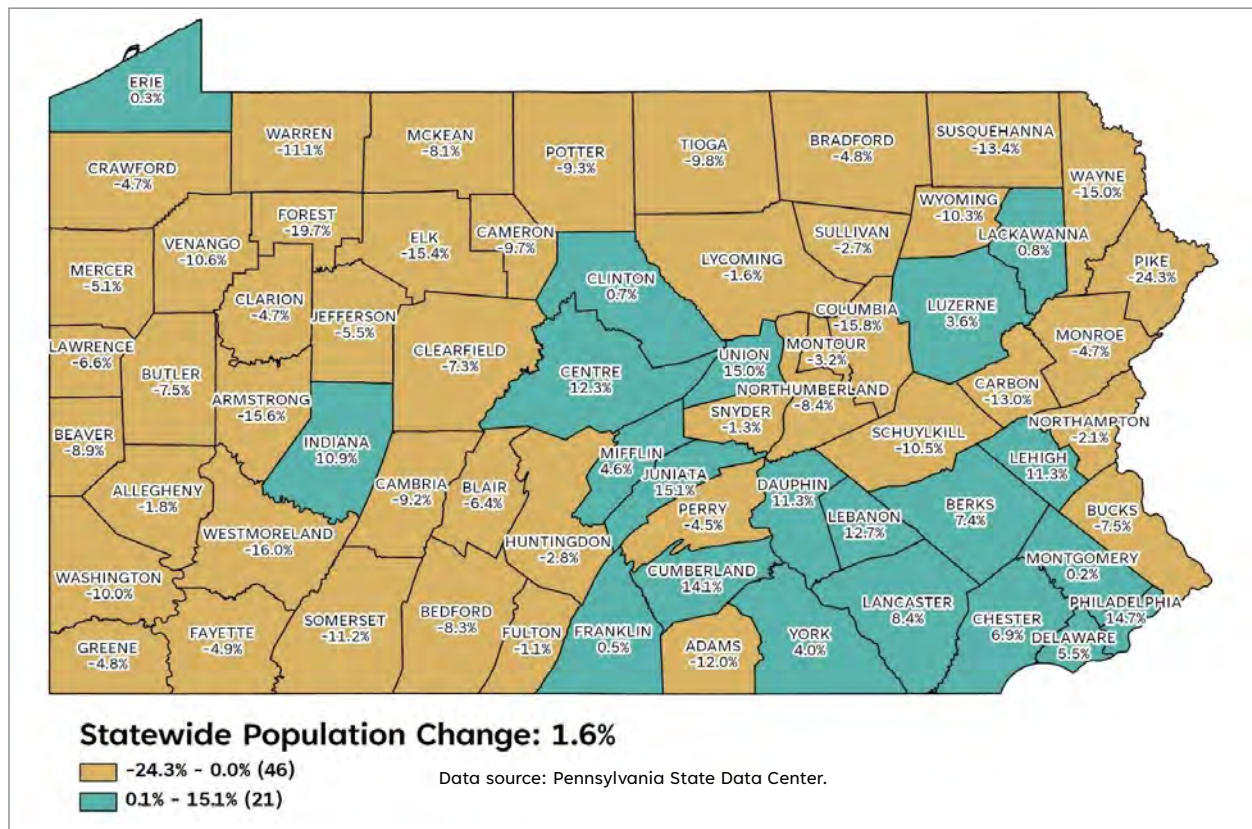 ERIE
0.3%
WARREN
-11.1%
MCKEAN
-8.1%
POTTER
-9.3%
TIOGA
-9.8%
BRADFORD
-4.8%
SUSQUEHANNA
-13.4%
WAYNE
-15.0%
CRAWFORD
-4.7%
FOREST
-19.7%
VENANGO
-10.6%
ELK
-15.4%
CAMERON
-9.7%
WYOMING
-10.3%
LACKAWANNA
0.8%
SULLIVAN
-2.7%
LYCOMING
-1.6%
PIKE
-24.3%
MERCER
-5.1%
CLINTON
0.7%
CLARION
-4.7%
JEFFERSON
-5.5%
COLUMBIA
-15.8%
LUZERNE
3.6%
MONROE
-4.7%
LAWRENCE
-6.6%
BUTLER
-7.5%
CLEARFIELD
-7.3%
CENTRE
12.3%
UNION
15.0%
MONTOUR
-3.2%
NORTHUMBERLAND
-8.4%
CARBON
-13.0%
ARMSTRONG
-15.6%
SNYDER
-1.3%
NORTHAMPTON
-2.1%
BEAVER
-8.9%
INDIANA
10.9%
SCHUYLKILL
-10.5%
MIFFLIN
4.6%
LEHIGH
11.3%
JUNIATA
15.1%
ALLEGHENY
-1.8%
CAMBRIA
-9.2%
BLAIR
-6.4%
DAUPHIN
11.3%
BERKS
7.4%
BUCKS
-7.5%
PERRY
-4.5%
LEBANON
12.7%
WESTMORELAND
-16.0%
HUNTINGDON
-2.8%
MONTGOMERY
0.2%
CUMBERLAND
14.1%
WASHINGTON
-10.0%
LANCASTER
8.4%
PHILADELPHIA
14.7%
BEDFORD
-8.3%
SOMERSET
-11.2%
CHESTER
6.9%
FAYETTE
-4.9%
FULTON
-1.1%
FRANKLIN
0.5%
YORK
4.0%
DELAWARE
5.5%
GREENE
-4.8%
ADAMS
-12.0%
Statewide Population Change: 1.6%
-24.3% - 0.0% (46)
0.1% - 15.1% (21)
Data source: Pennsylvania State Data Center.